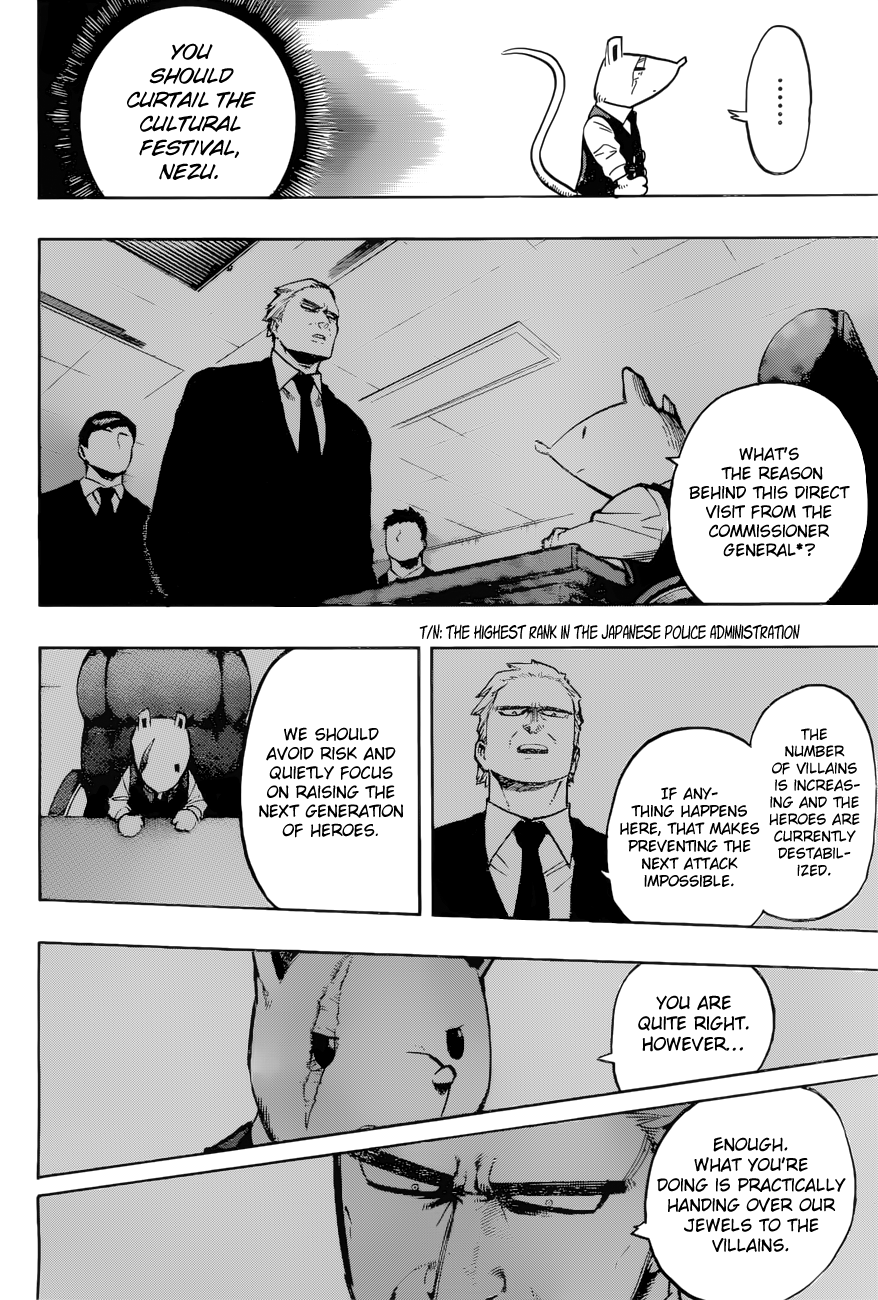 YOU
SHOULD
CURTAIL THE
CULTURAL
FESTIVAL,
NEZU.
......
WHAT'S
THE REASON
BEHIND THIS DIRECT
VISIT FROM THE
COMMISSIONER
GENERAL*?
T/N: THE HIGHEST RANK IN THE JAPANESE POLICE ADMINISTRATION
WE SHOULD
AVOID RISK AND
QUIETLY FOCUS
ON RAISING THE
NEXT GENERATION
OF HEROES.
THE
NUMBER
OF VILLAINS
IS INCREAS-
ING AND THE
HEROES ARE
CURRENTLY
DESTABIL-
IZED.
IF ANY-
THING HAPPENS
HERE, THAT MAKES
PREVENTING THE
NEXT ATTACK
IMPOSSIBLE.
YOU ARE
QUITE RIGHT.
HOWEVER...
ENOUGH.
WHAT YOU'RE
DOING IS PRACTICALLY
HANDING OVER OUR
JEWELS TO THE
VILLAINS.